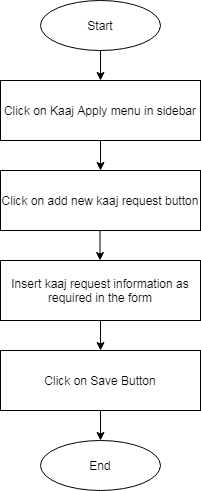 Start
Click on Kaaj Apply menu in sidebar
Click on add new kaaj request button
Insert kaaj request information as
required in the form
Click on Save Button
End